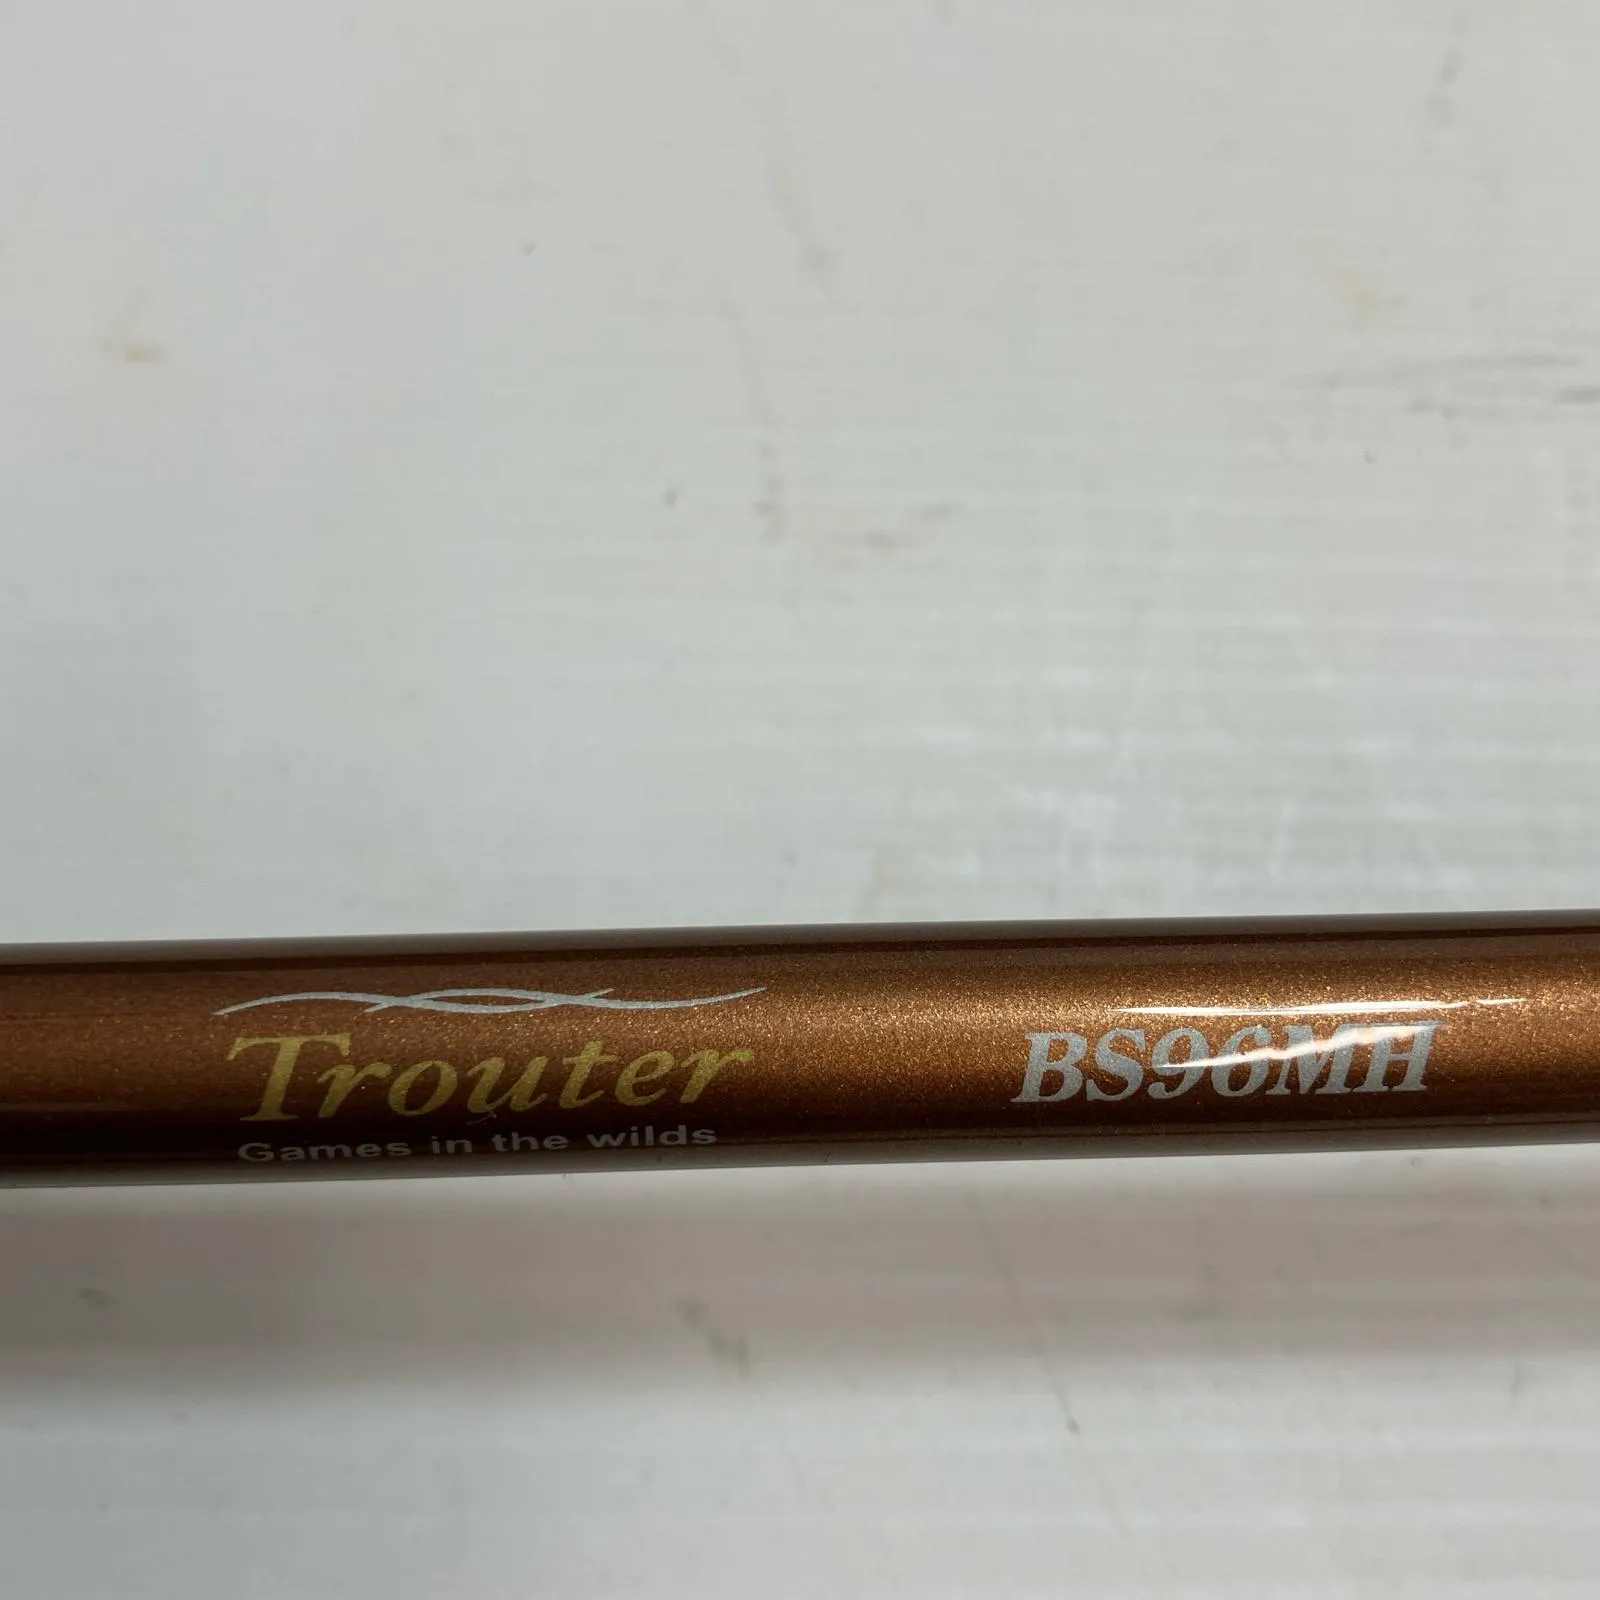 Trouter
Games in the wilds
BS96MH